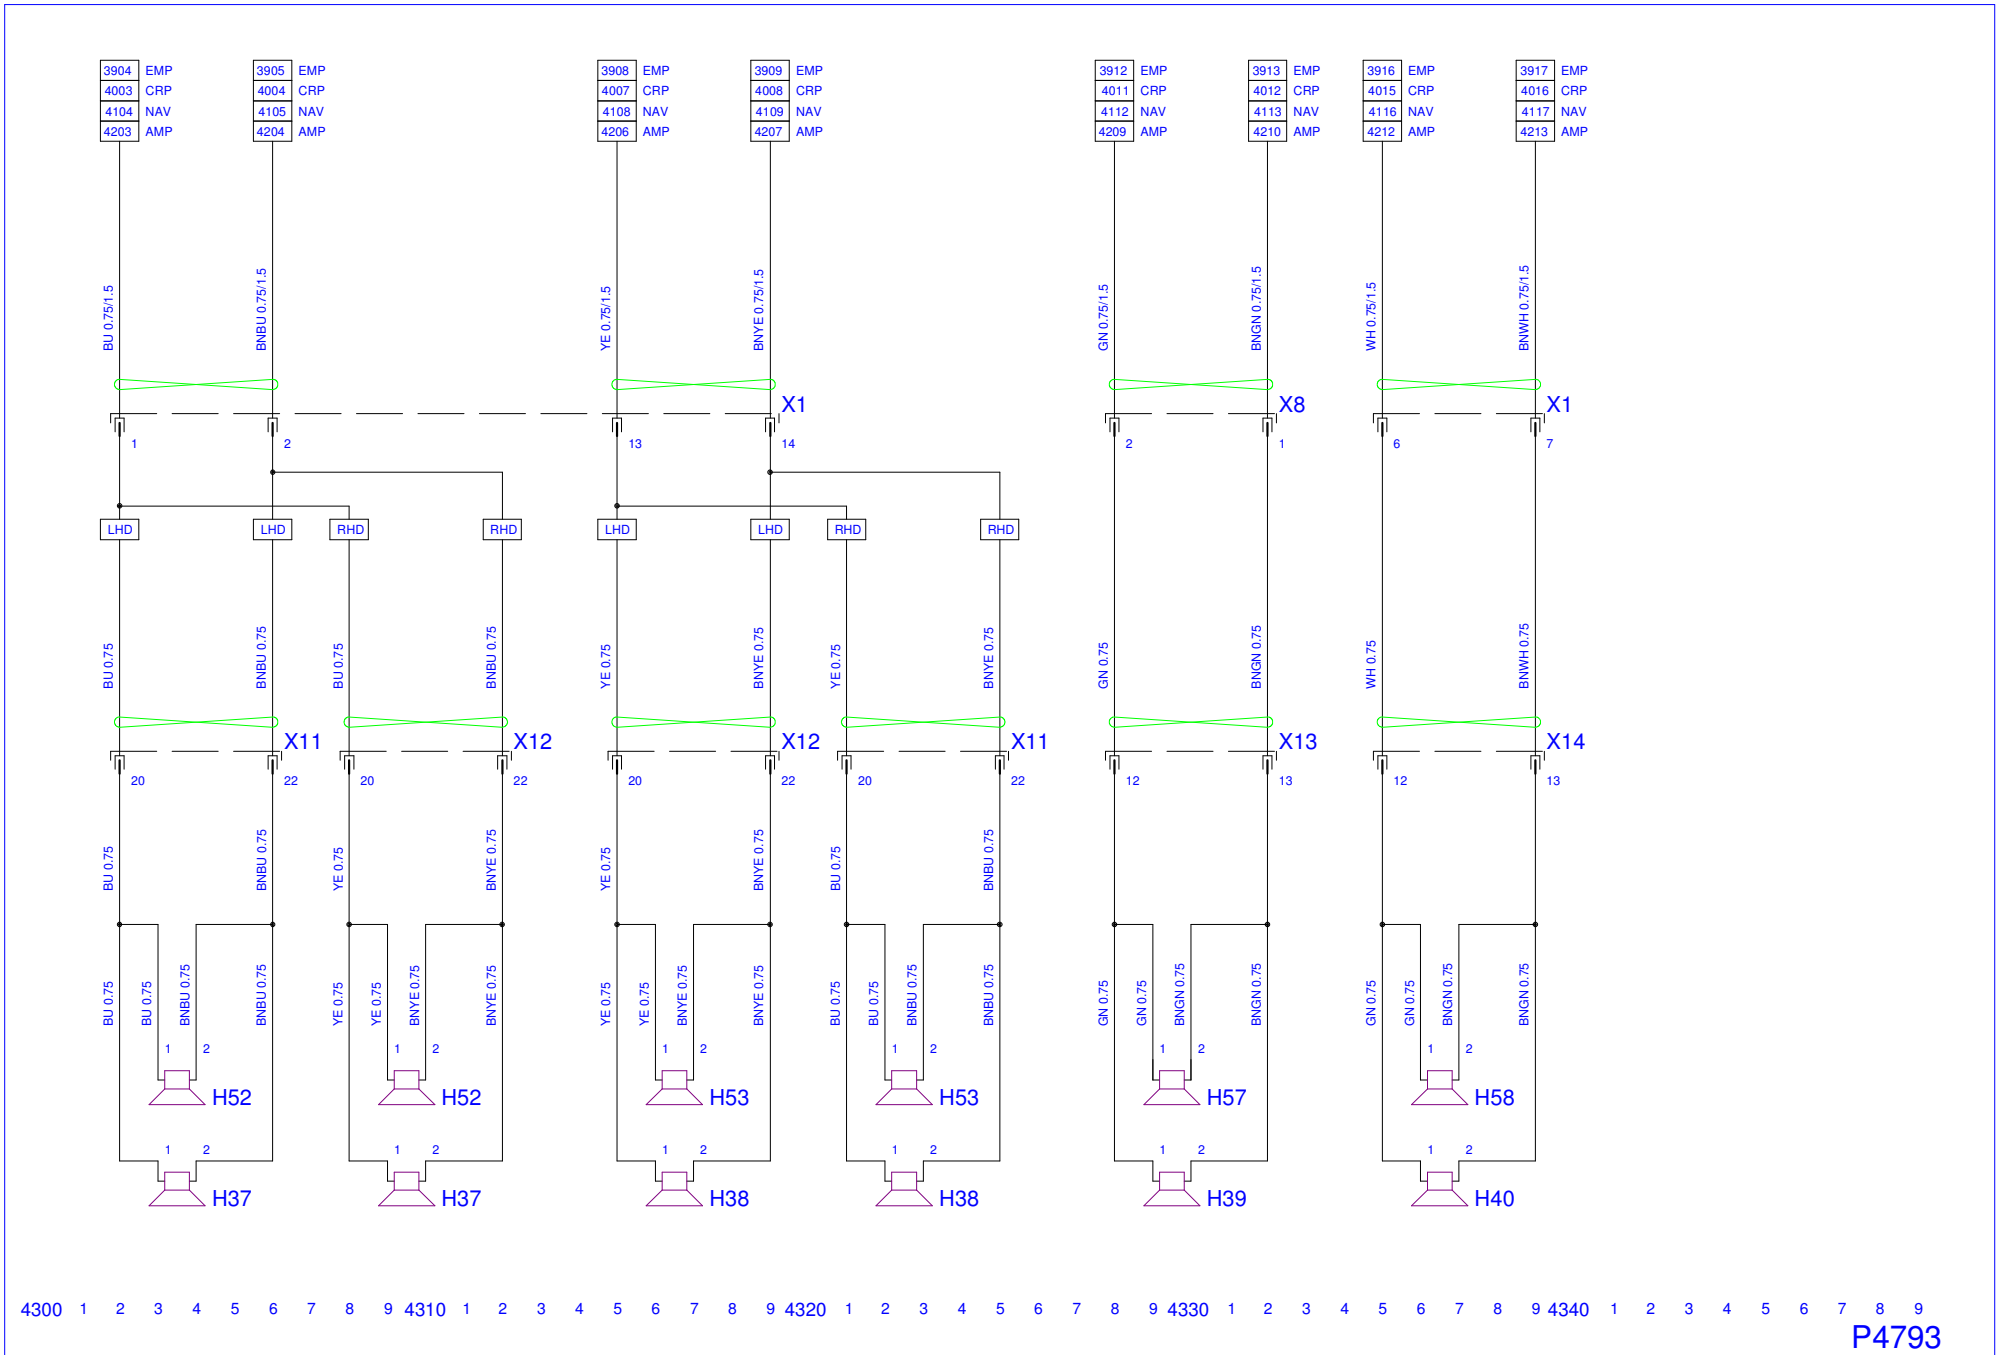 3904 EMP 3905 EMP 3908 EMP 3909 EMP 3912 EMP 3913 EMP 3916 EMP 3917 EMP
4003 CRP 4004 CRP 4007 CRP 4008 CRP 4011 CRP 4012 CRP 4015 CRP 4016 CRP
4104 NAV 4105 NAV 4108 NAV 4109 NAV 4112 NAV 4113 NAV 4116 NAV 4117 NAV
4203 AMP 4204 AMP 4206 AMP 4207 AMP 4209 AMP 4210 AMP 4212 AMP 4213 AMP
BU 0.75/1.5 BNBU 0.75/1.5 YE 0.75/1.5 BNYE 0.75/1.5 GN 0.75/1.5 BNGN 0.75/1.5 WH 0.75/1.5 BNWH 0.75/1.5
X1 X8 X1
1 2 13 14 2 1 6 7
LHD LHD RHD RHD LHD LHD RHD RHD
BU 0.75 BNBU 0.75 BU 0.75 BNBU 0.75 YE 0.75 BNYE 0.75 YE 0.75 BNYE 0.75 GN 0.75 BNGN 0.75 WH 0.75 BNWH 0.75
X11 X12 X12 X11 X13 X14
20 22 20 22 20 22 20 22 12 13 12 13
BU 0.75 BNBU 0.75 YE 0.75 BNYE 0.75 YE 0.75 BNYE 0.75 BU 0.75 BNBU 0.75
BU 0.75 BU 0.75 BNBU 0.75 BNBU 0.75 YE 0.75 YE 0.75 BNYE 0.75 BNYE 0.75 YE 0.75 YE 0.75 BNYE 0.75 BNYE 0.75 BU 0.75 BU 0.75 BNBU 0.75 BNBU 0.75 GN 0.75 GN 0.75 BNGN 0.75 BNGN 0.75 GN 0.75 GN 0.75 BNGN 0.75 BNGN 0.75
1 2 1 2 1 2 1 2 1 2 1 2
H52 H52 H53 H53 H57 H58
1 2 1 2 1 2 1 2 1 2 1 2
H37 H37 H38 H38 H39 H40
4300 1 2 3 4 5 6 7 8 9 4310 1 2 3 4 5 6 7 8 9 4320 1 2 3 4 5 6 7 8 9 4330 1 2 3 4 5 6 7 8 9 4340 1 2 3 4 5 6 7 8 9
P4793